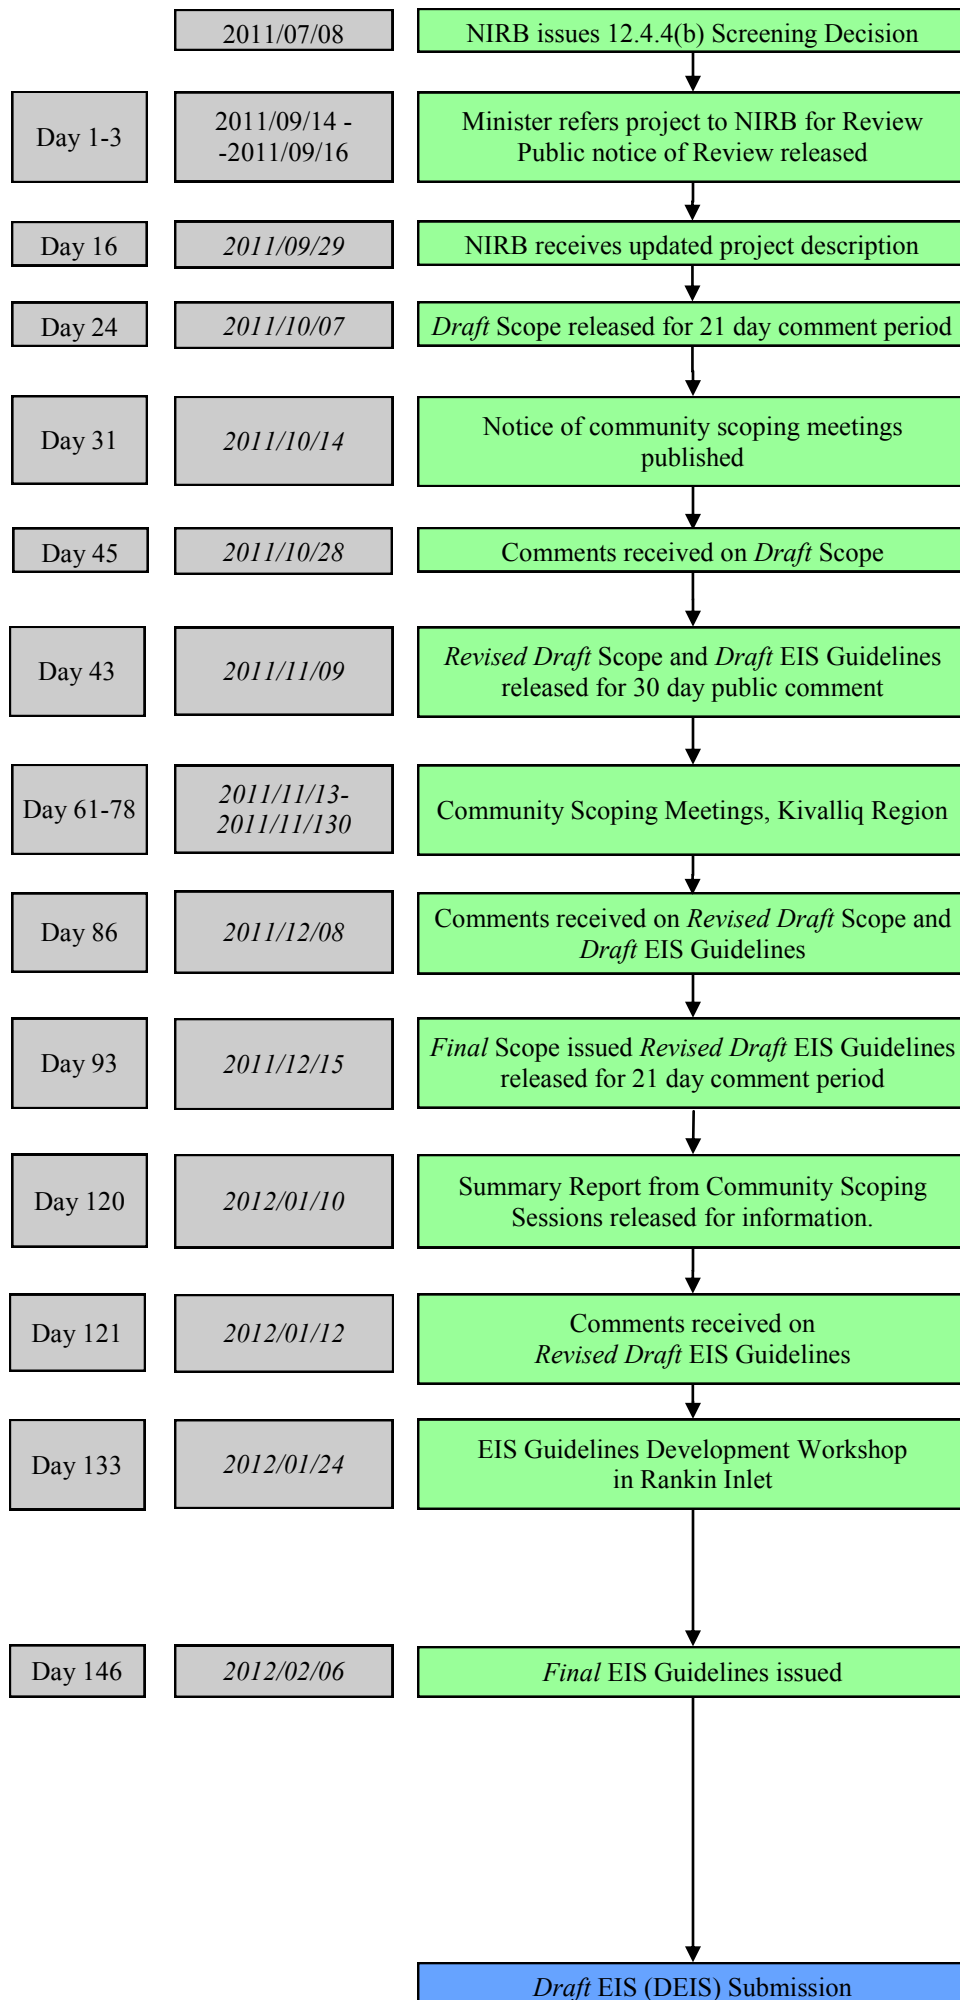 2011/07/08
NIRB issues 12.4.4(b) Screening Decision
Day 1-3
2011/09/14 -
-2011/09/16
Minister refers project to NIRB for Review
Public notice of Review released
Day 16
2011/09/29
NIRB receives updated project description
Day 24
2011/10/07
Draft Scope released for 21 day comment period
Day 31
2011/10/14
Notice of community scoping meetings
published
Day 45
2011/10/28
Comments received on Draft Scope
Day 43
2011/11/09
Revised Draft Scope and Draft EIS Guidelines
released for 30 day public comment
Day 61-78
2011/11/13-
2011/11/130
Community Scoping Meetings, Kivalliq Region
Day 86
2011/12/08
Comments received on Revised Draft Scope and
Draft EIS Guidelines
Day 93
2011/12/15
Final Scope issued Revised Draft EIS Guidelines
released for 21 day comment period
Day 120
2012/01/10
Summary Report from Community Scoping
Sessions released for information.
Day 121
2012/01/12
Comments received on
Revised Draft EIS Guidelines
Day 133
2012/01/24
EIS Guidelines Development Workshop
in Rankin Inlet
Day 146
2012/02/06
Final EIS Guidelines issued
Draft EIS (DEIS) Submission